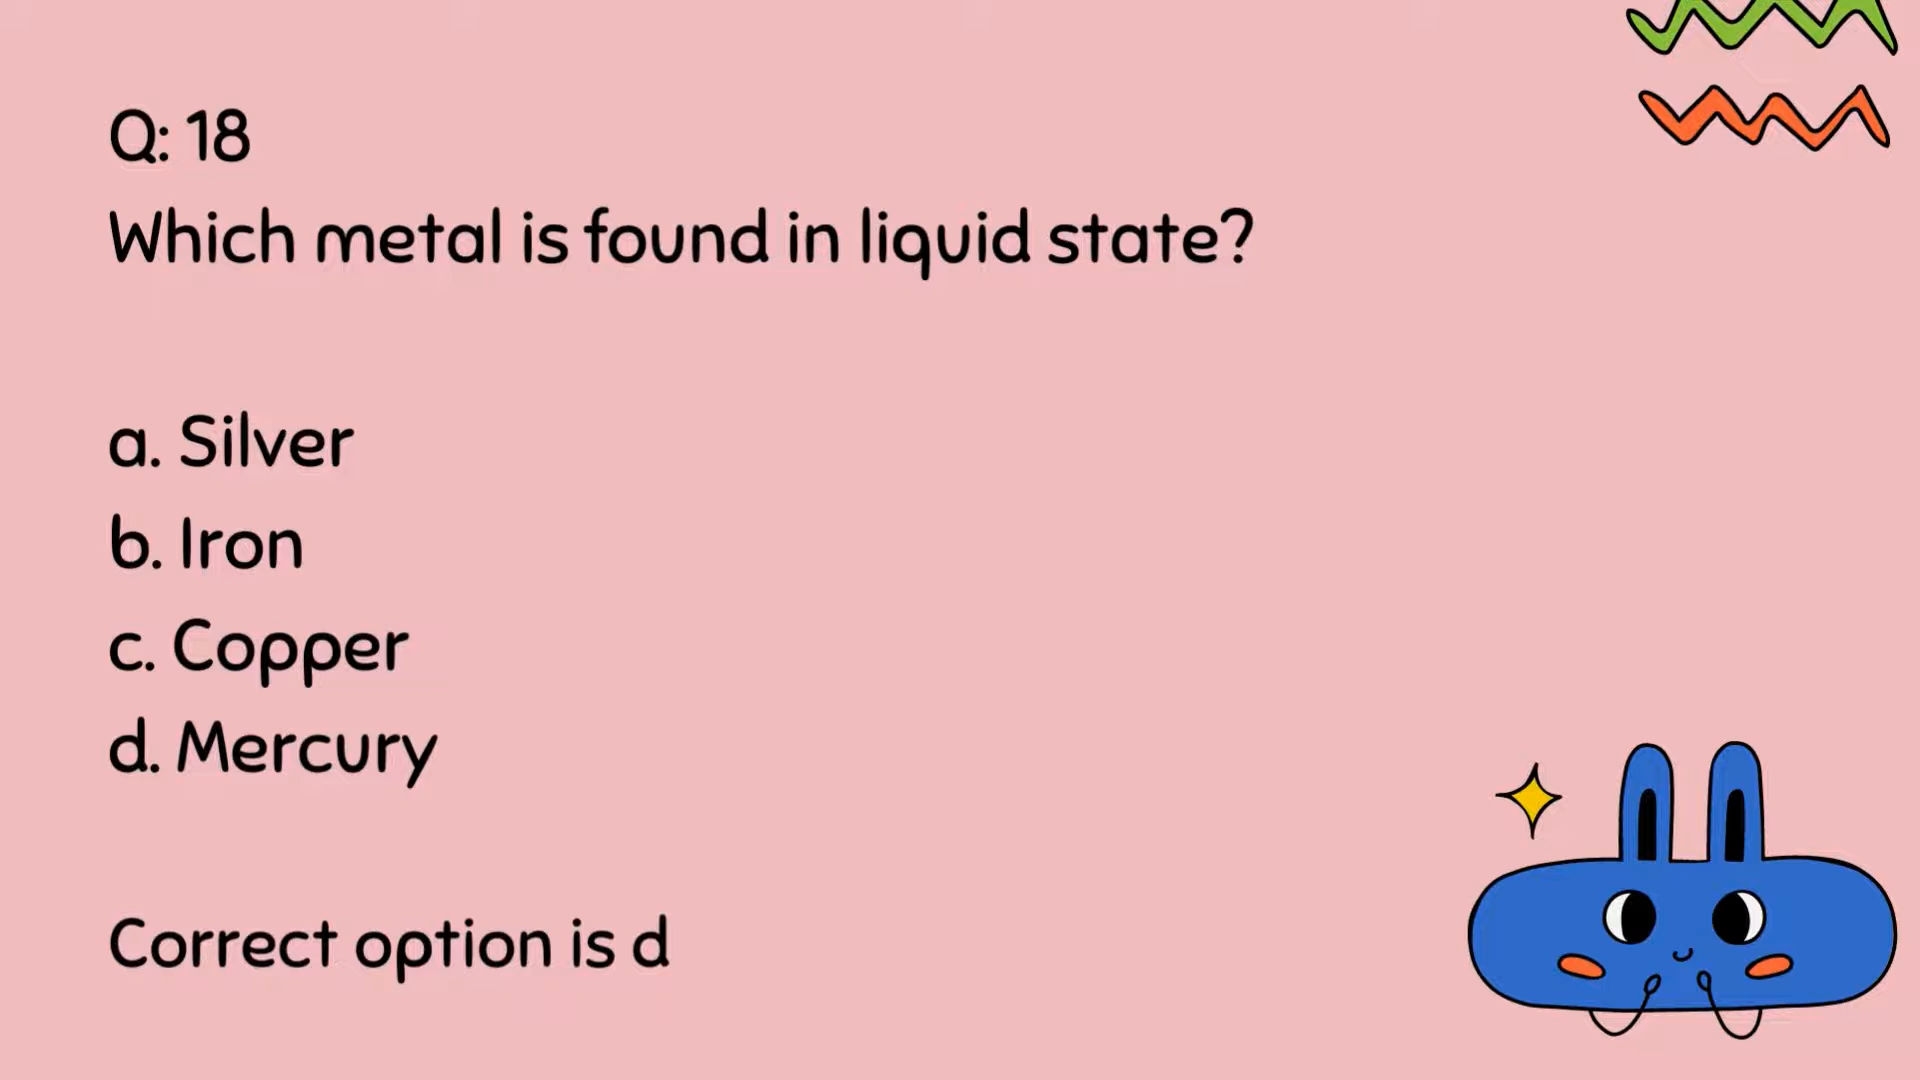 Q: 18
Which metal is found in liquid state?
a. Silver
b. Iron
c. Copper
d. Mercury
Correct option is d